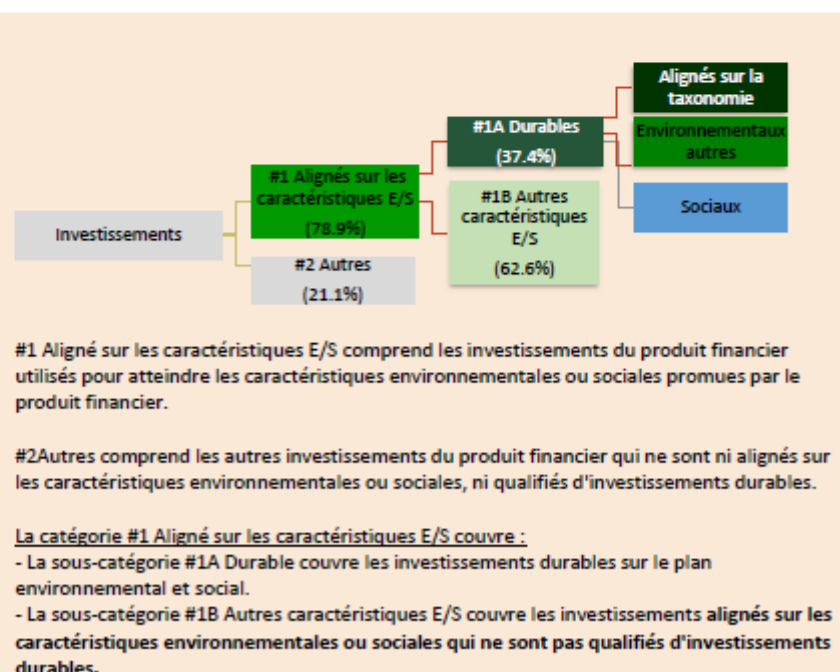 Alignés sur la
taxonomie
#1A Durables
(37.4%)
Environnementaux
autres
#1 Alignés sur les
caractéristiques E/S
(78.9%)
#1B Autres
caractéristiques
E/S
(62.6%)
Sociaux
Investissements
#2 Autres
(21.1%)
#1 Aligné sur les caractéristiques E/S comprend les investissements du produit financier
utilisés pour atteindre les caractéristiques environnementales ou sociales promues par le
produit financier.
#2Autres comprend les autres investissements du produit financier qui ne sont ni alignés sur
les caractéristiques environnementales ou sociales, ni qualifiés d'investissements durables.
La catégorie #1 Aligné sur les caractéristiques E/S couvre :
- La sous-catégorie #1A Durable couvre les investissements durables sur le plan
environnemental et social.
- La sous-catégorie #1B Autres caractéristiques E/S couvre les investissements alignés sur les
caractéristiques environnementales ou sociales qui ne sont pas qualifiés d'investissements
durables.